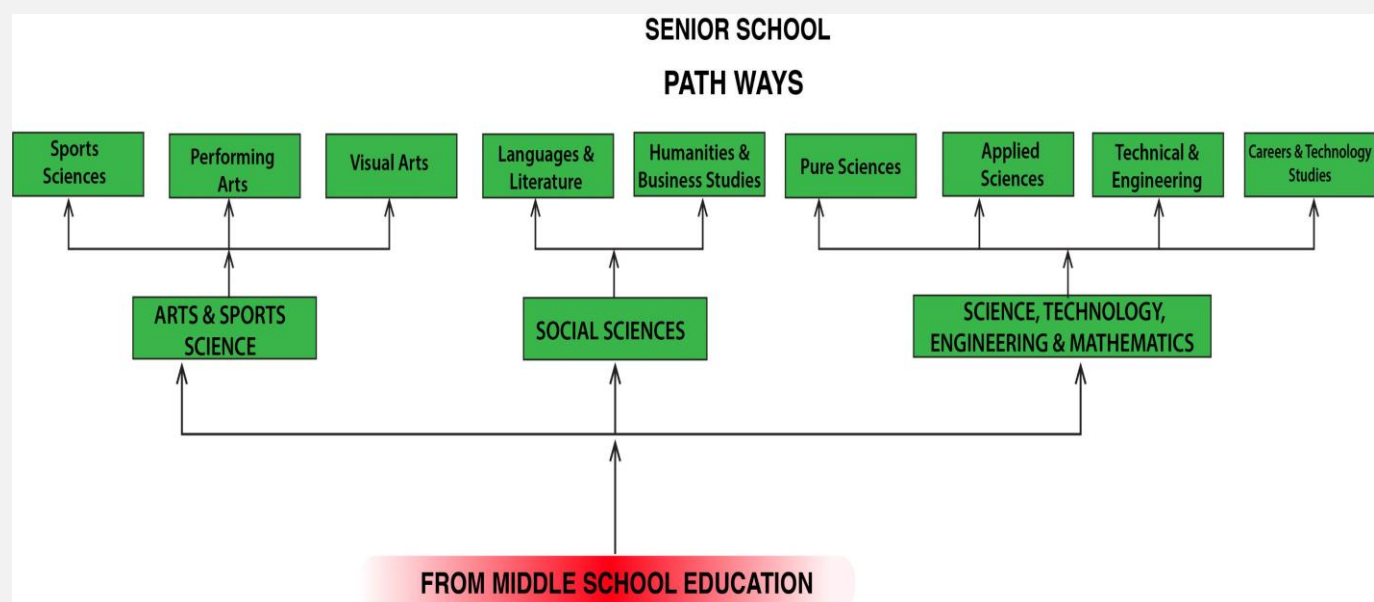 SENIOR SCHOOL
PATH WAYS
Sports
Sciences
Performing
Arts
Visual Arts
Languages &
Literature
Humanities &
Business Studies
Pure Sciences
Applied
Sciences
Technical &
Engineering
Careers & Technology
Studies
ARTS & SPORTS
SCIENCE
SOCIAL SCIENCES
SCIENCE, TECHNOLOGY,
ENGINEERING & MATHEMATICS
FROM MIDDLE SCHOOL EDUCATION